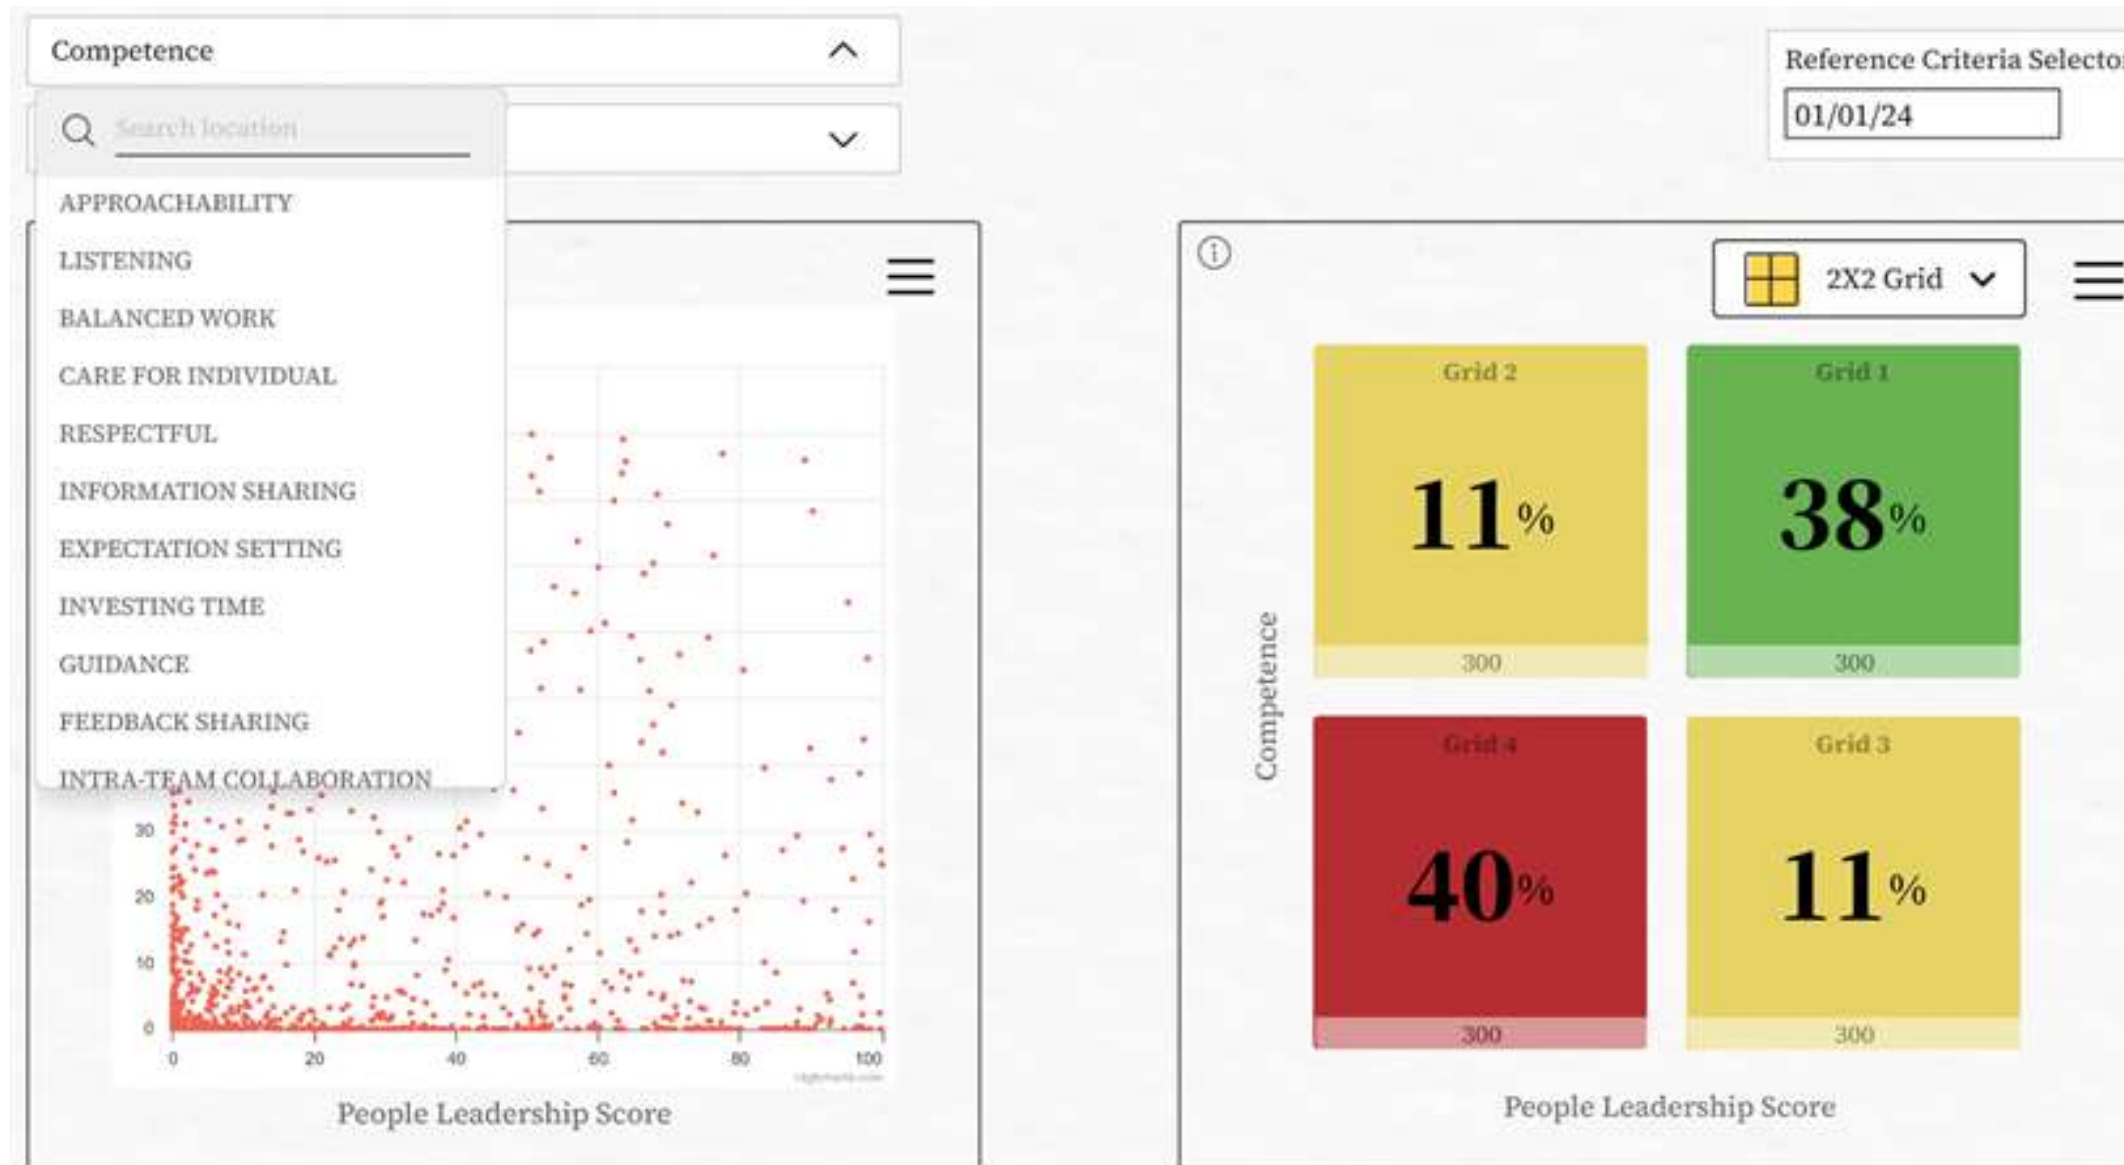 Competence
Search location
APPROACHABILITY
LISTENING
BALANCED WORK
CARE FOR INDIVIDUAL
RESPECTFUL
INFORMATION SHARING
EXPECTATION SETTING
INVESTING TIME
GUIDANCE
FEEDBACK SHARING
INTRA-TEAM COLLABORATION
30
20
10
0
0 20 40 60 80 100
People Leadership Score
Reference Criteria Selector
01/01/24
2X2 Grid
Grid 2
11%
300
Grid 1
38%
300
Competence
Grid 4
40%
300
Grid 3
11%
300
People Leadership Score